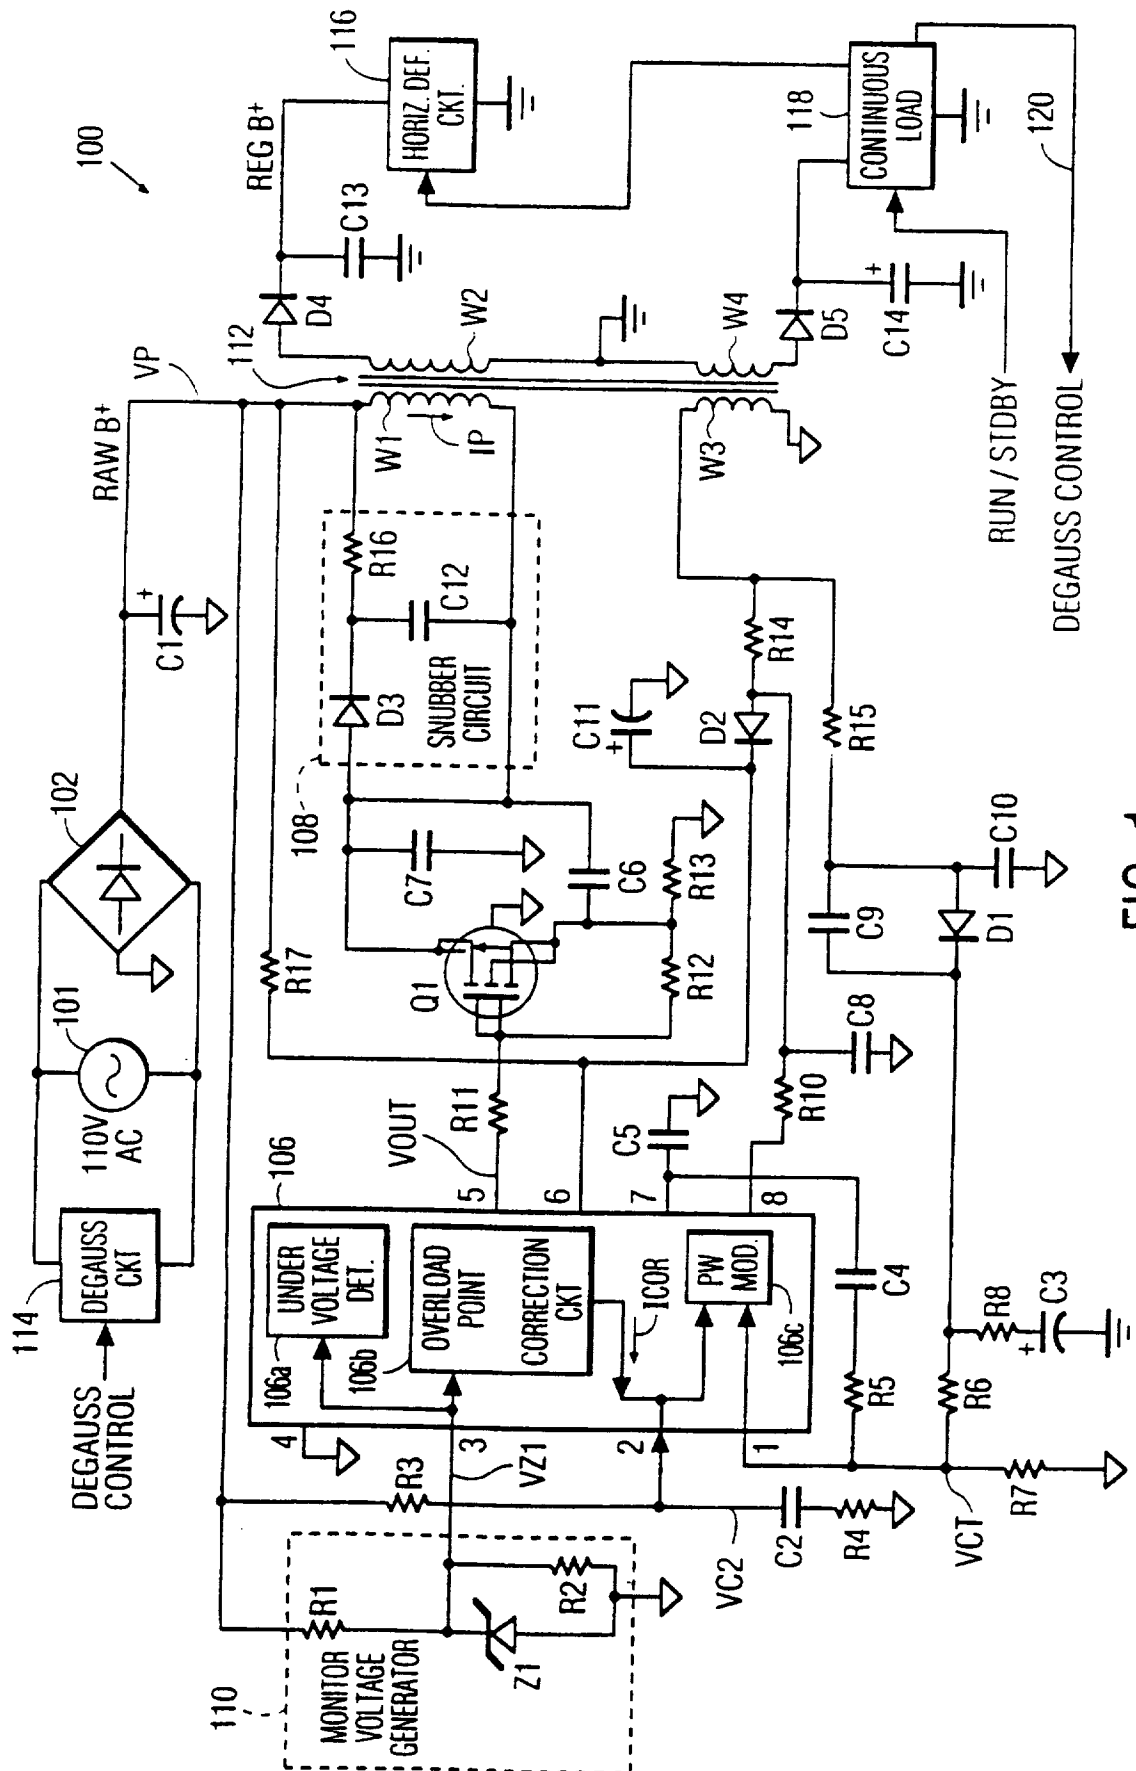 100
DEGAUSS
CONTROL
114
DEGAUSS
CKT
110V
AC
101
102
C1
+
RAW B+
VP
112
D4
C13
REG B+
116
HORIZ. DEF.
CKT.
110
MONITOR
VOLTAGE
GENERATOR
R1
Z1
R2
R3
VZ1
VC2
C2
R4
VCT
R7
4
3
2
1
106
106a
UNDER
VOLTAGE
DET.
106b
OVERLOAD
POINT
CORRECTION
CKT
ICOR
PW
MOD.
106c
5
6
7
8
VOUT
R11
R17
Q1
C7
108
D3
R16
C12
SNUBBER
CIRCUIT
C6
R12
R13
C11
+
D2
R14
R15
C5
R10
C8
C9
D1
C10
C4
R5
R6
R8
+
C3
W1
IP
W2
W3
W4
D5
+
C14
118
CONTINUOUS
LOAD
120
RUN / STDBY
DEGAUSS CONTROL